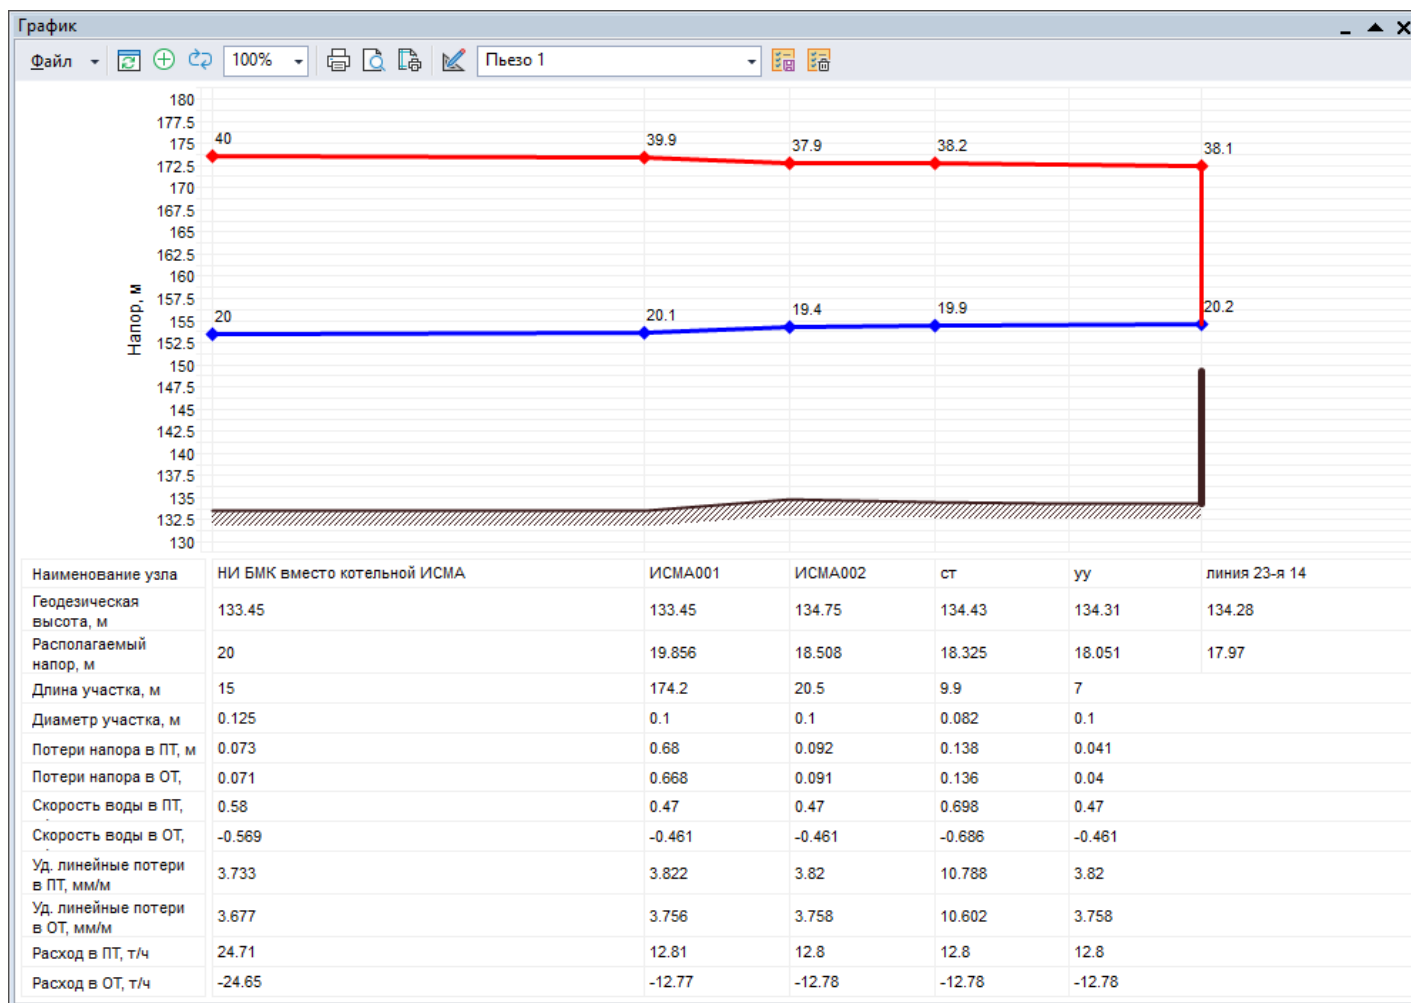 График
Файл
100%
Пьезо 1
180
177.5
175
172.5
170
167.5
165
162.5
160
157.5
155
152.5
150
147.5
145
142.5
140
137.5
135
132.5
130
Напор, м
40 39.9 37.9 38.2 38.1
20 20.1 19.4 19.9 20.2
Наименование узла НИ БМК вместо котельной ИСМА ИСМА001 ИСМА002 ст уу линия 23-я 14
Геодезическая
высота, м 133.45 133.45 134.75 134.43 134.31 134.28
Располагаемый
напор, м 20 19.856 18.508 18.325 18.051 17.97
Длина участка, м 15 174.2 20.5 9.9 7
Диаметр участка, м 0.125 0.1 0.1 0.082 0.1
Потери напора в ПТ, м 0.073 0.68 0.092 0.138 0.041
Потери напора в ОТ, 0.071 0.668 0.091 0.136 0.04
Скорость воды в ПТ, 0.58 0.47 0.47 0.698 0.47
Скорость воды в ОТ, -0.569 -0.461 -0.461 -0.686 -0.461
Уд. линейные потери
в ПТ, мм/м 3.733 3.822 3.82 10.788 3.82
Уд. линейные потери
в ОТ, мм/м 3.677 3.756 3.758 10.602 3.758
Расход в ПТ, т/ч 24.71 12.81 12.8 12.8 12.8
Расход в ОТ, т/ч -24.65 -12.77 -12.78 -12.78 -12.78